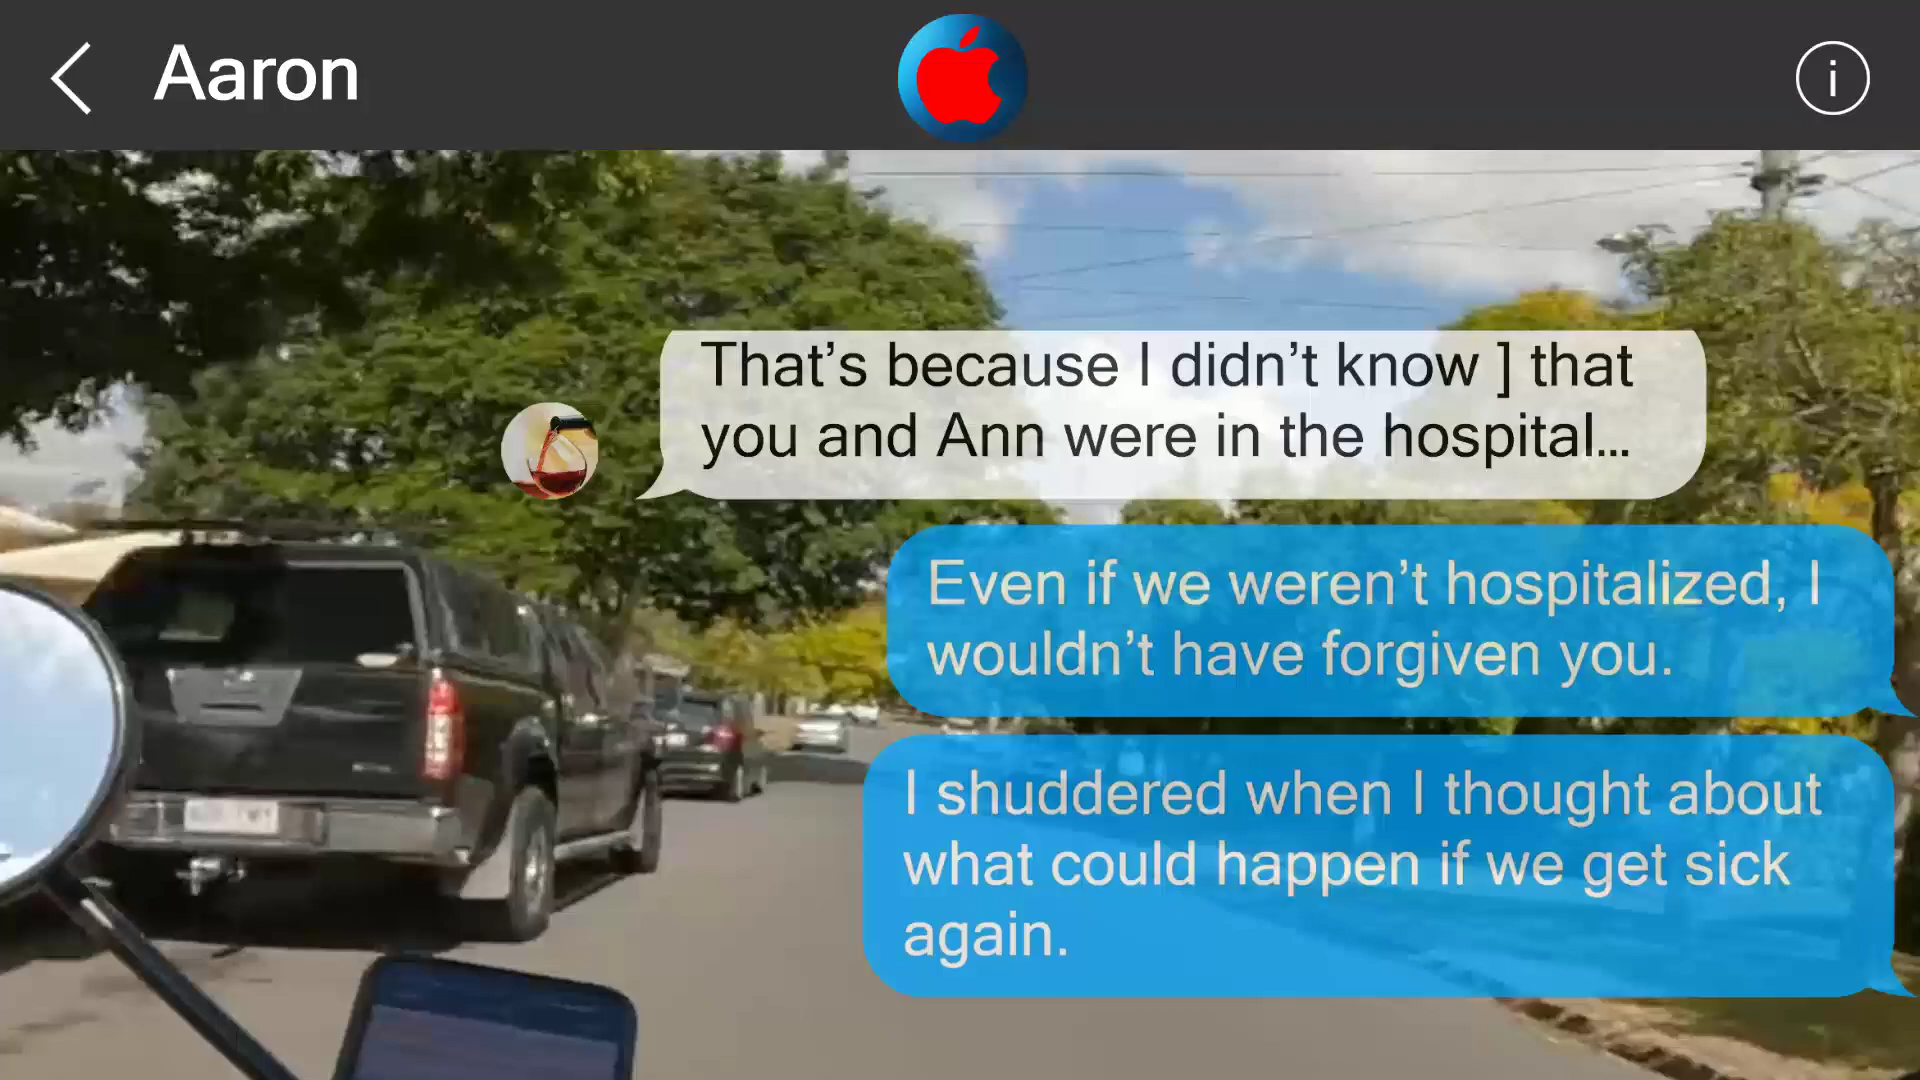 Aaron
i
That’s because I didn’t know ] that
you and Ann were in the hospital...
Even if we weren’t hospitalized, I
wouldn’t have forgiven you.
I shuddered when I thought about
what could happen if we get sick
again.